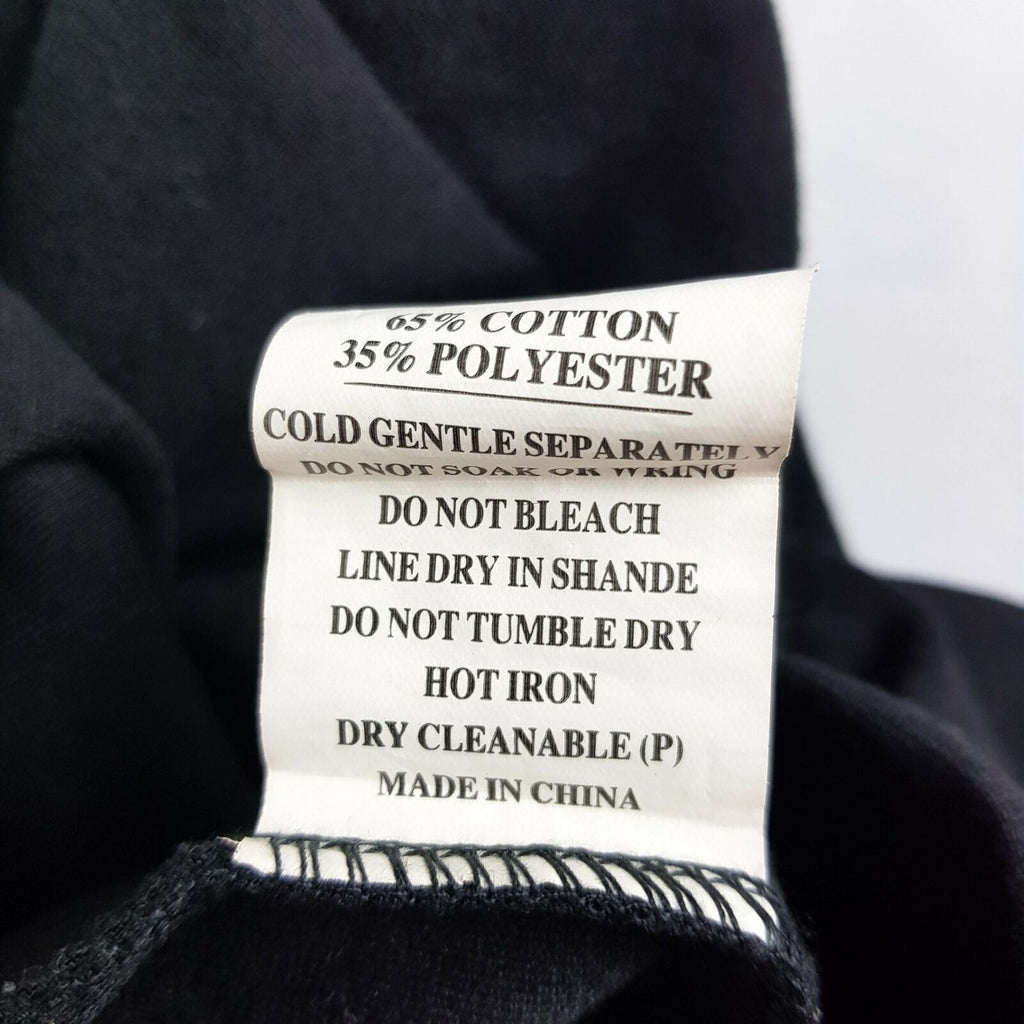 65% COTTON
35% POLYESTER
COLD GENTLE SEPARATELY
DO NOT SOAK OR WRING
DO NOT BLEACH
LINE DRY IN SHANDE
DO NOT TUMBLE DRY
HOT IRON
DRY CLEANABLE (P)
MADE IN CHINA